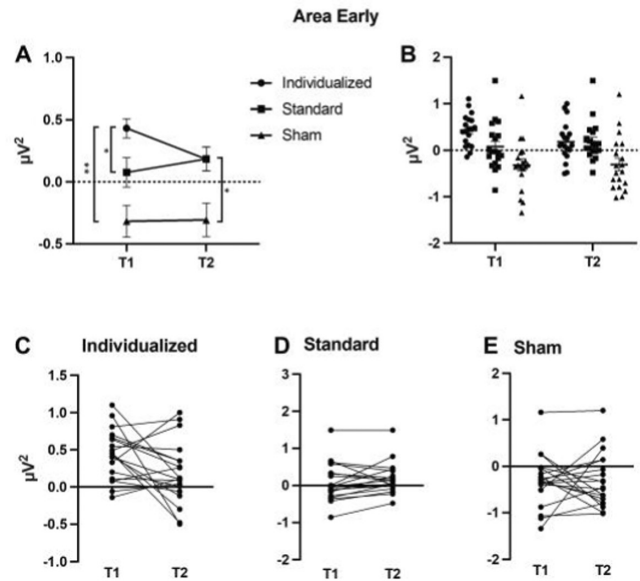 Area Early
A
1.0
0.5
0.0
-0.5
µV²
**
*
*
T1 T2
Individualized
Standard
Sham
B
2
1
0
-1
-2
µV²
T1 T2
C Individualized
1.5
1.0
0.5
0.0
-0.5
-1.0
µV²
T1 T2
D Standard
3
2
1
0
-1
-2
T1 T2
E Sham
2
1
0
-1
-2
T1 T2